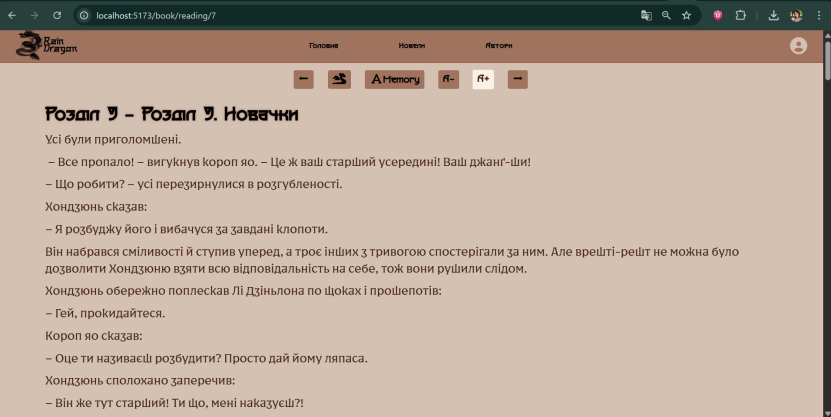 localhost:5173/book/reading/7
Rain
Dragon
Головна
Новели
Автори
A Memory
A-
A+
Розділ 9 - Розділ 9. Новачки
Усі були приголомшені.
– Все пропало! – вигукнув короп яо. – Це ж ваш старший усередині! Ваш джанґ-ши!
– Що робити? – усі перезирнулися в розгубленості.
Хондзюнь сказав:
– Я розбуджу його і вибачуся за завдані клопоти.
Він набрався сміливості й ступив уперед, а троє інших з тривогою спостерігали за ним. Але врешті-решт не можна було
дозволити Хондзюню взяти всю відповідальність на себе, тож вони рушили слідом.
Хондзюнь обережно поплескав Лі Дзіньлона по щоках і прошепотів:
– Гей, прокидайтеся.
Короп яо сказав:
– Оце ти називаєш розбудити? Просто дай йому ляпаса.
Хондзюнь сполохано заперечив:
– Він же тут старший! Ти що, мені наказуєш?!